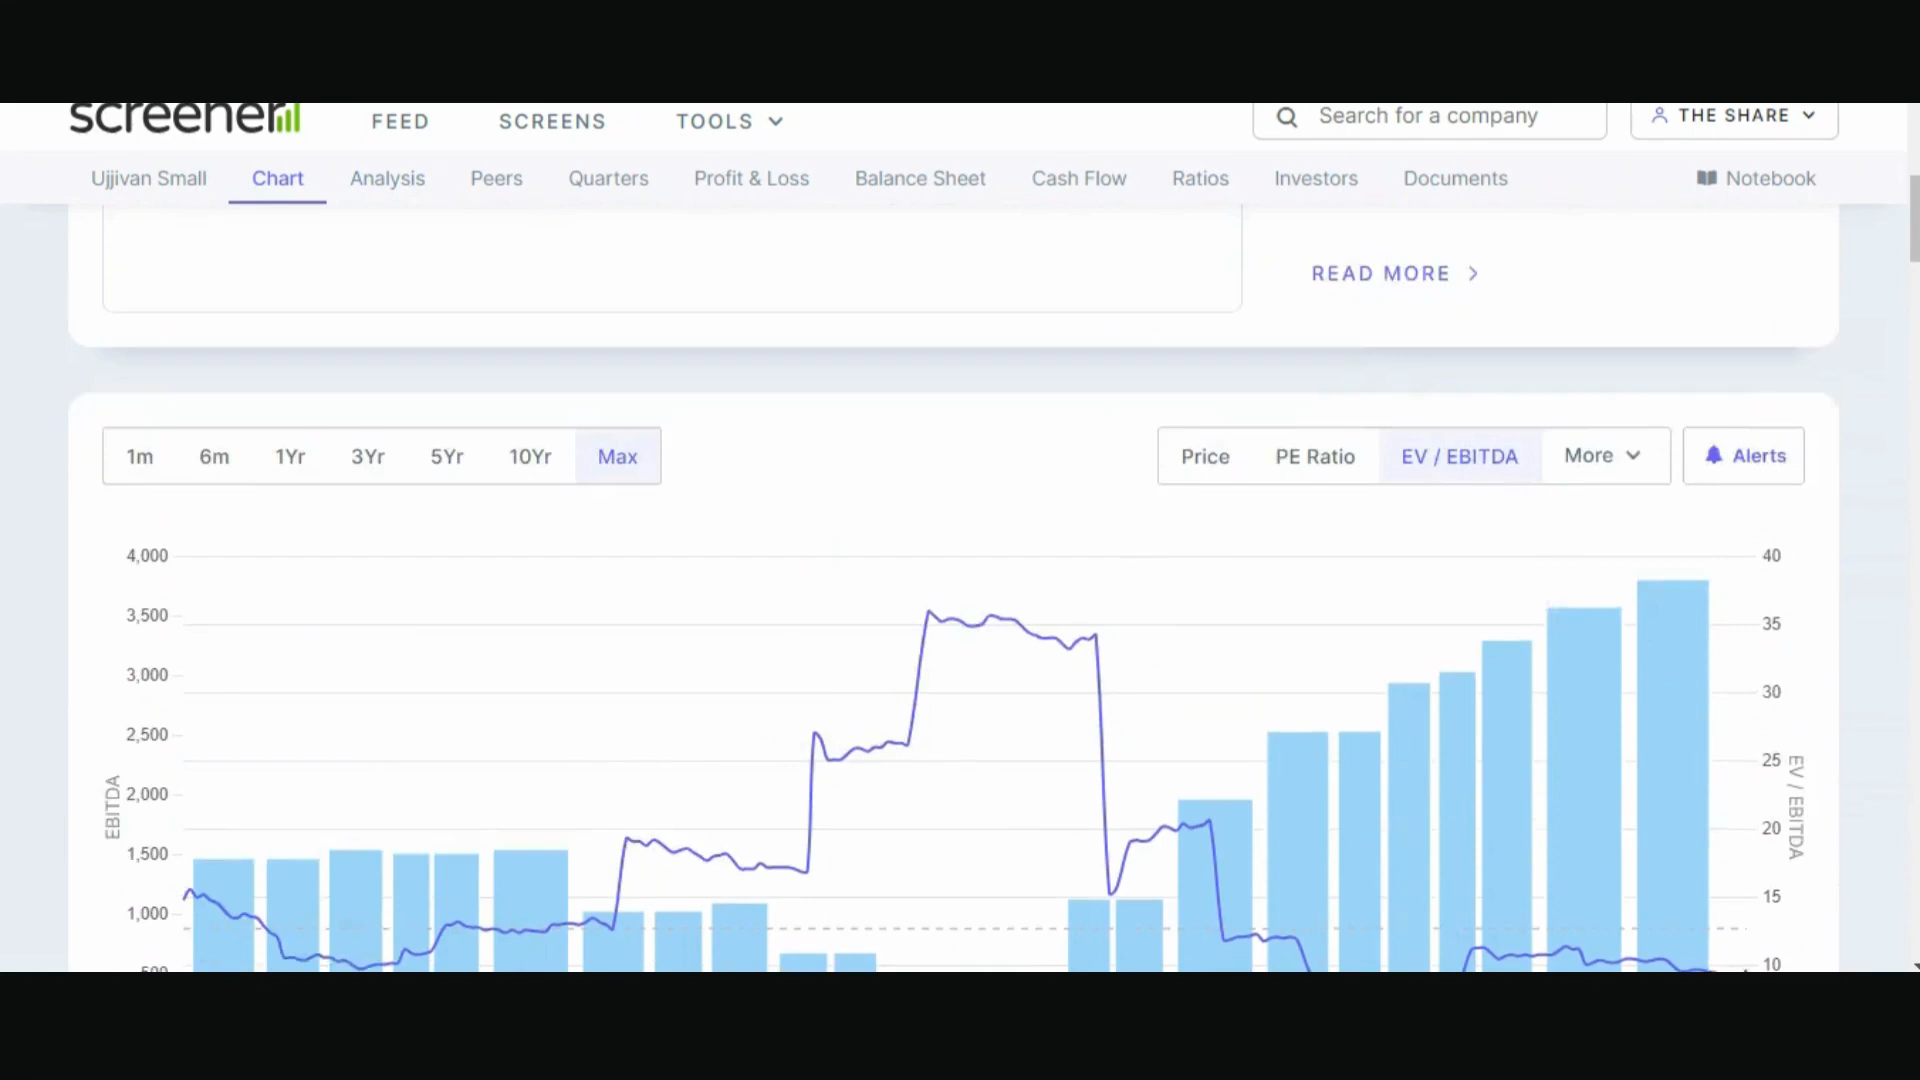 screener
FEED
SCREENS
TOOLS
Search for a company
THE SHARE
Ujjivan Small
Chart
Analysis
Peers
Quarters
Profit & Loss
Balance Sheet
Cash Flow
Ratios
Investors
Documents
Notebook
READ MORE
1m
6m
1Yr
3Yr
5Yr
10Yr
Max
Price
PE Ratio
EV / EBITDA
More
Alerts
4,000
3,500
3,000
2,500
2,000
1,500
1,000
500
EBITDA
40
35
30
25
20
15
10
EV / EBITDA